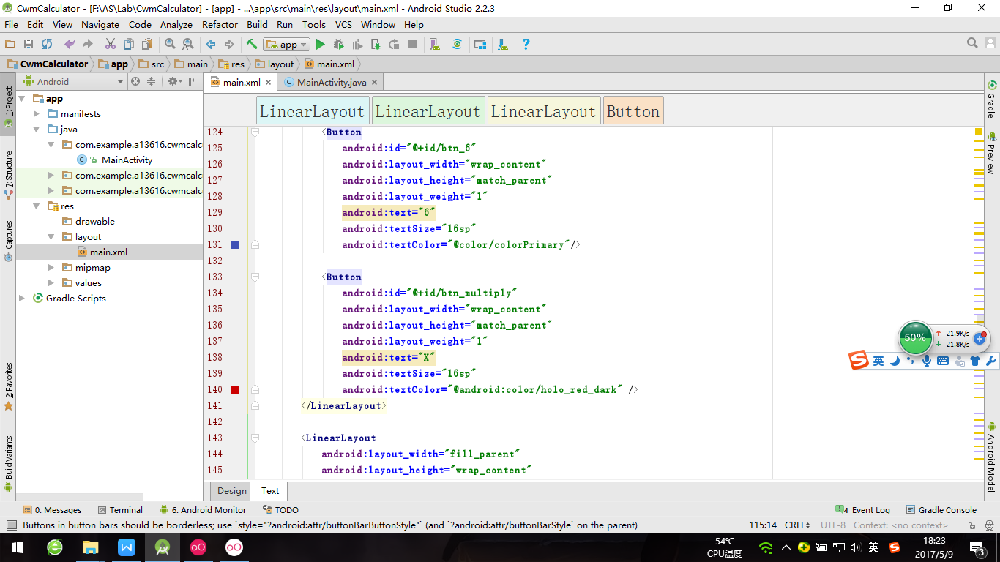 CwmCalculator - [F:\AS\Lab\CwmCalculator] - [app] - ...\app\src\main\res\layout\main.xml - Android Studio 2.2.3
File Edit View Navigate Code Analyze Refactor Build Run Tools VCS Window Help
app
CwmCalculator app src main res layout main.xml
Android
main.xml MainActivity.java
1: Project
7: Structure
Captures
2: Favorites
Build Variants
app
manifests
java
com.example.a13616.cwmcalc
MainActivity
com.example.a13616.cwmcalc
com.example.a13616.cwmcalc
res
drawable
layout
main.xml
mipmap
values
Gradle Scripts
LinearLayout LinearLayout LinearLayout Button
124 <Button
125 android:id="@+id/btn_6"
126 android:layout_width="wrap_content"
127 android:layout_height="match_parent"
128 android:layout_weight="1"
129 android:text="6"
130 android:textSize="16sp"
131 android:textColor="@color/colorPrimary"/>
132
133 <Button
134 android:id="@+id/btn_multiply"
135 android:layout_width="wrap_content"
136 android:layout_height="match_parent"
137 android:layout_weight="1"
138 android:text="X"
139 android:textSize="16sp"
140 android:textColor="@android:color/holo_red_dark" />
141 </LinearLayout>
142
143 <LinearLayout
144 android:layout_width="fill_parent"
145 android:layout_height="wrap_content"
Gradle
Preview
Android Model
50% 21.9K/s
21.8K/s
英
Design Text
0: Messages Terminal 6: Android Monitor TODO 4 Event Log Gradle Console
Buttons in button bars should be borderless; use `style="?android:attr/buttonBarButtonStyle"` (and `?android:attr/buttonBarStyle` on the parent) 115:14 CRLF UTF-8 Context: <no context>
54℃
CPU温度
英
18:23
2017/5/9
3